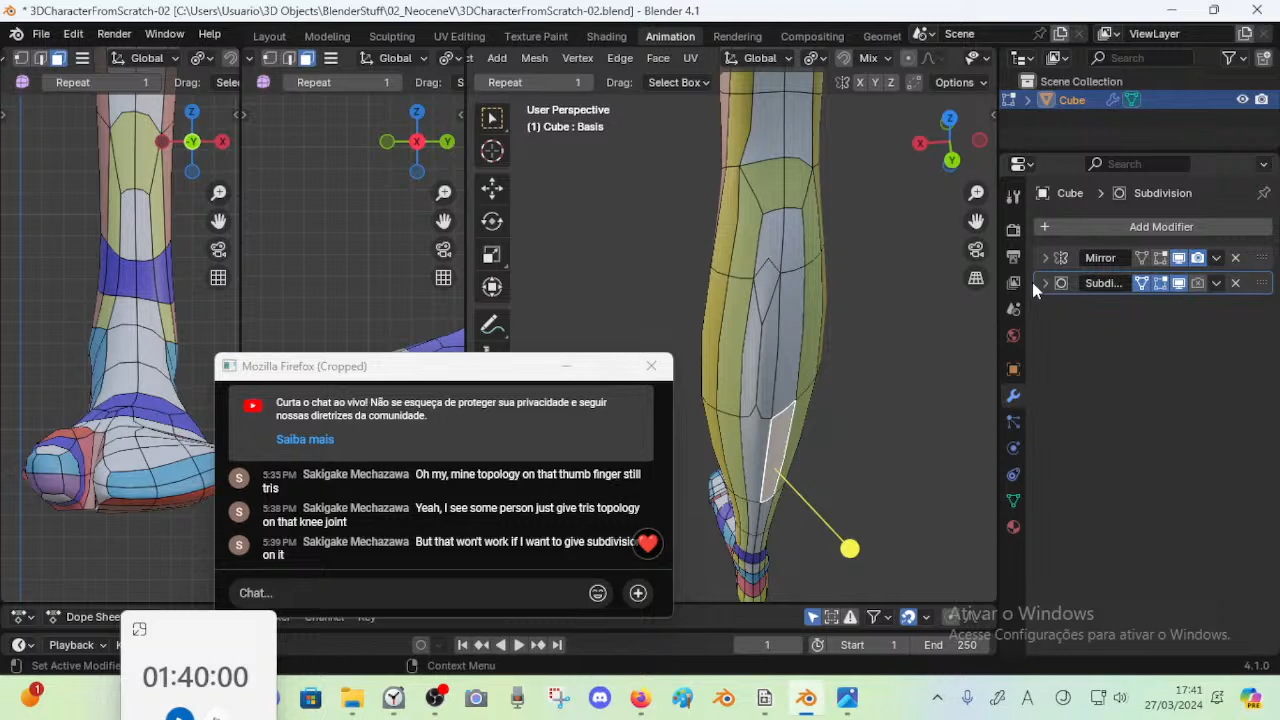 * 3DCharacterFromScratch-02 [C:\Users\Usuario\3D Objects\BlenderStuff\02_NeoceneV\3DCharacterFromScratch-02.blend] - Blender 4.1
File Edit Render Window Help Layout Modeling Sculpting UV Editing Texture Paint Shading Animation Rendering Compositing Scene ViewLayer
Global Global Add Mesh Vertex Edge Face UV Global Mix Search
Repeat 1 Drag: Repeat 1 Drag: Repeat 1 Drag: Select Box X Y Z Options
Scene Collection
Cube
User Perspective
(1) Cube : Basis
Z
-Y X
Z
X Y
Z
X
Y
Search
Cube > Subdivision
+ Add Modifier
Mirror
Subdi...
Mozilla Firefox (Cropped)
Curta o chat ao vivo! Não se esqueça de proteger sua privacidade e seguir
nossas diretrizes da comunidade.
Saiba mais
5:35 PM Sakigake Mechazawa Oh my, mine topology on that thumb finger still
tris
5:38 PM Sakigake Mechazawa Yeah, I see some person just give tris topology
on that knee joint
5:39 PM Sakigake Mechazawa But that won't work if I want to give
on it
Chat...
Ativar o Windows
Acesse Configurações para ativar o Windows.
Playback 1 Start 1 End 250
Context Menu 4.1.0
01:40:00
1
17:41
27/03/2024
PRE